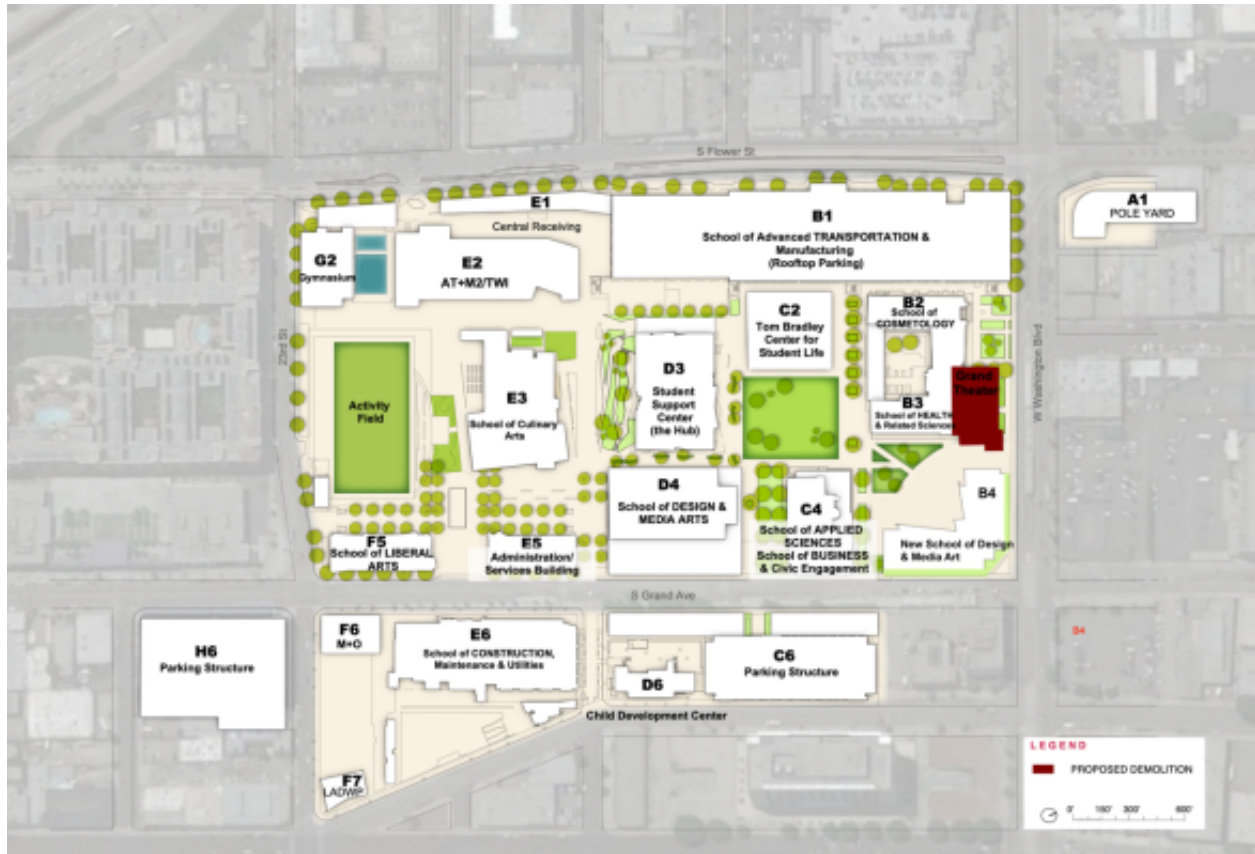 S Flower St
E1
Central Receiving
B1
School of Advanced TRANSPORTATION &
Manufacturing
(Rooftop Parking)
A1
POLE YARD
G2
Gymnasium
E2
AT+M2/TWI
C2
Tom Bradley
Center for
Student Life
B2
School of
COSMETOLOGY
23rd St
W Washington Blvd
Activity
Field
E3
School of Culinary
Arts
D3
Student
Support
Center
(the Hub)
Grand
Theater
B3
School of HEALTH
& Related Sciences
D4
School of DESIGN &
MEDIA ARTS
C4
School of APPLIED
SCIENCES
School of BUSINESS
& Civic Engagement
B4
New School of Design
& Media Art
F5
School of LIBERAL
ARTS
E5
Administration/
Services Building
S Grand Ave
H6
Parking Structure
F6
M+O
E6
School of CONSTRUCTION,
Maintenance & Utilities
D6
C6
Parking Structure
B4
Child Development Center
F7
LADWP
LEGEND
PROPOSED DEMOLITION
0' 150' 300' 600'